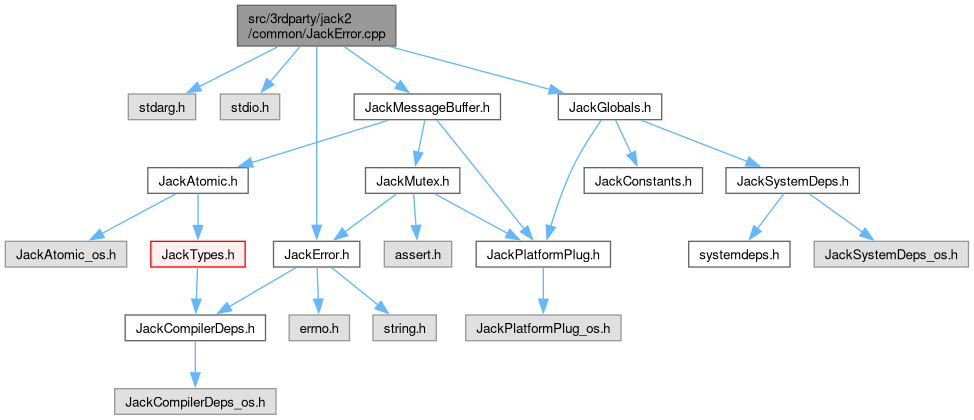 src/3rdparty/jack2
/common/JackError.cpp
stdarg.h
stdio.h
JackMessageBuffer.h
JackGlobals.h
JackAtomic.h
JackMutex.h
JackConstants.h
JackSystemDeps.h
JackAtomic_os.h
JackTypes.h
JackError.h
assert.h
JackPlatformPlug.h
systemdeps.h
JackSystemDeps_os.h
JackCompilerDeps.h
errno.h
string.h
JackPlatformPlug_os.h
JackCompilerDeps_os.h